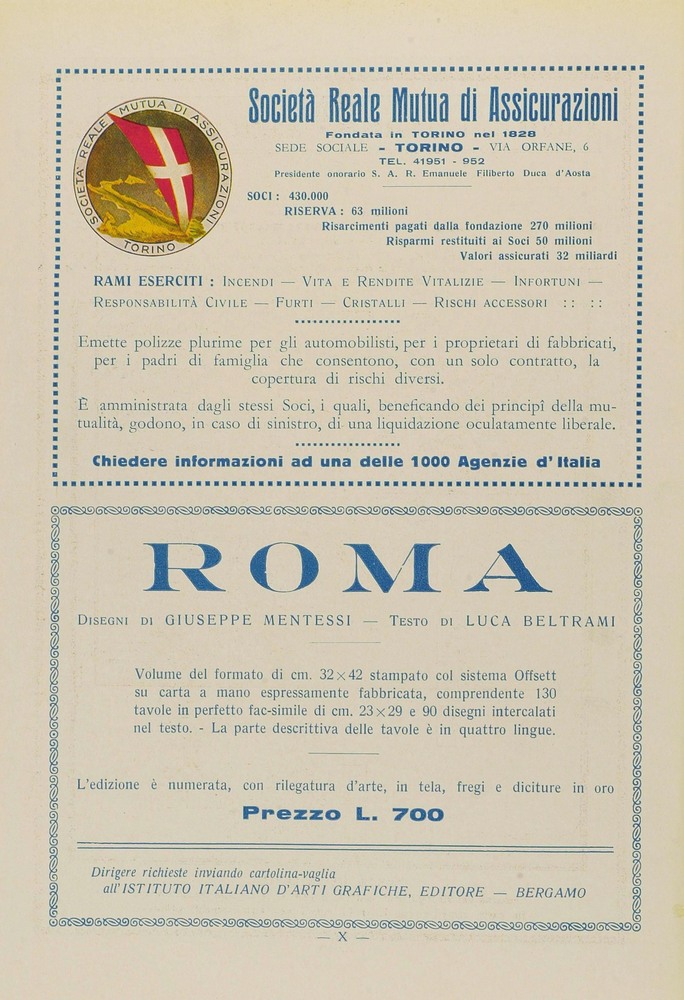 SOCIETÀ REALE MUTUA DI ASSICURAZIONI
TORINO
Società Reale Mutua di Assicurazioni
Fondata in TORINO nel 1828
SEDE SOCIALE - TORINO - VIA ORFANE, 6
TEL. 41951 - 952
Presidente onorario S. A. R. Emanuele Filiberto Duca d'Aosta
SOCI : 430.000
RISERVA : 63 milioni
Risarcimenti pagati dalla fondazione 270 milioni
Risparmi restituiti ai Soci 50 milioni
Valori assicurati 32 miliardi
RAMI ESERCITI : INCENDI — VITA E RENDITE VITALIZIE — INFORTUNI —
RESPONSABILITÀ CIVILE — FURTI — CRISTALLI — RISCHI ACCESSORI : : : :
Emette polizze plurime per gli automobilisti, per i proprietari di fabbricati,
per i padri di famiglia che consentono, con un solo contratto, la
copertura di rischi diversi.
È amministrata dagli stessi Soci, i quali, beneficando dei principî della mu-
tualità, godono, in caso di sinistro, di una liquidazione oculatamente liberale.
Chiedere informazioni ad una delle 1000 Agenzie d'Italia
ROMA
DISEGNI DI GIUSEPPE MENTESSI — TESTO DI LUCA BELTRAMI
Volume del formato di cm. 32×42 stampato col sistema Offsett
su carta a mano espressamente fabbricata, comprendente 130
tavole in perfetto fac-simile di cm. 23×29 e 90 disegni intercalati
nel testo. - La parte descrittiva delle tavole è in quattro lingue.
L'edizione è numerata, con rilegatura d'arte, in tela, fregi e diciture in oro
Prezzo L. 700
Dirigere richieste inviando cartolina-vaglia
all'ISTITUTO ITALIANO D'ARTI GRAFICHE, EDITORE — BERGAMO
— X —